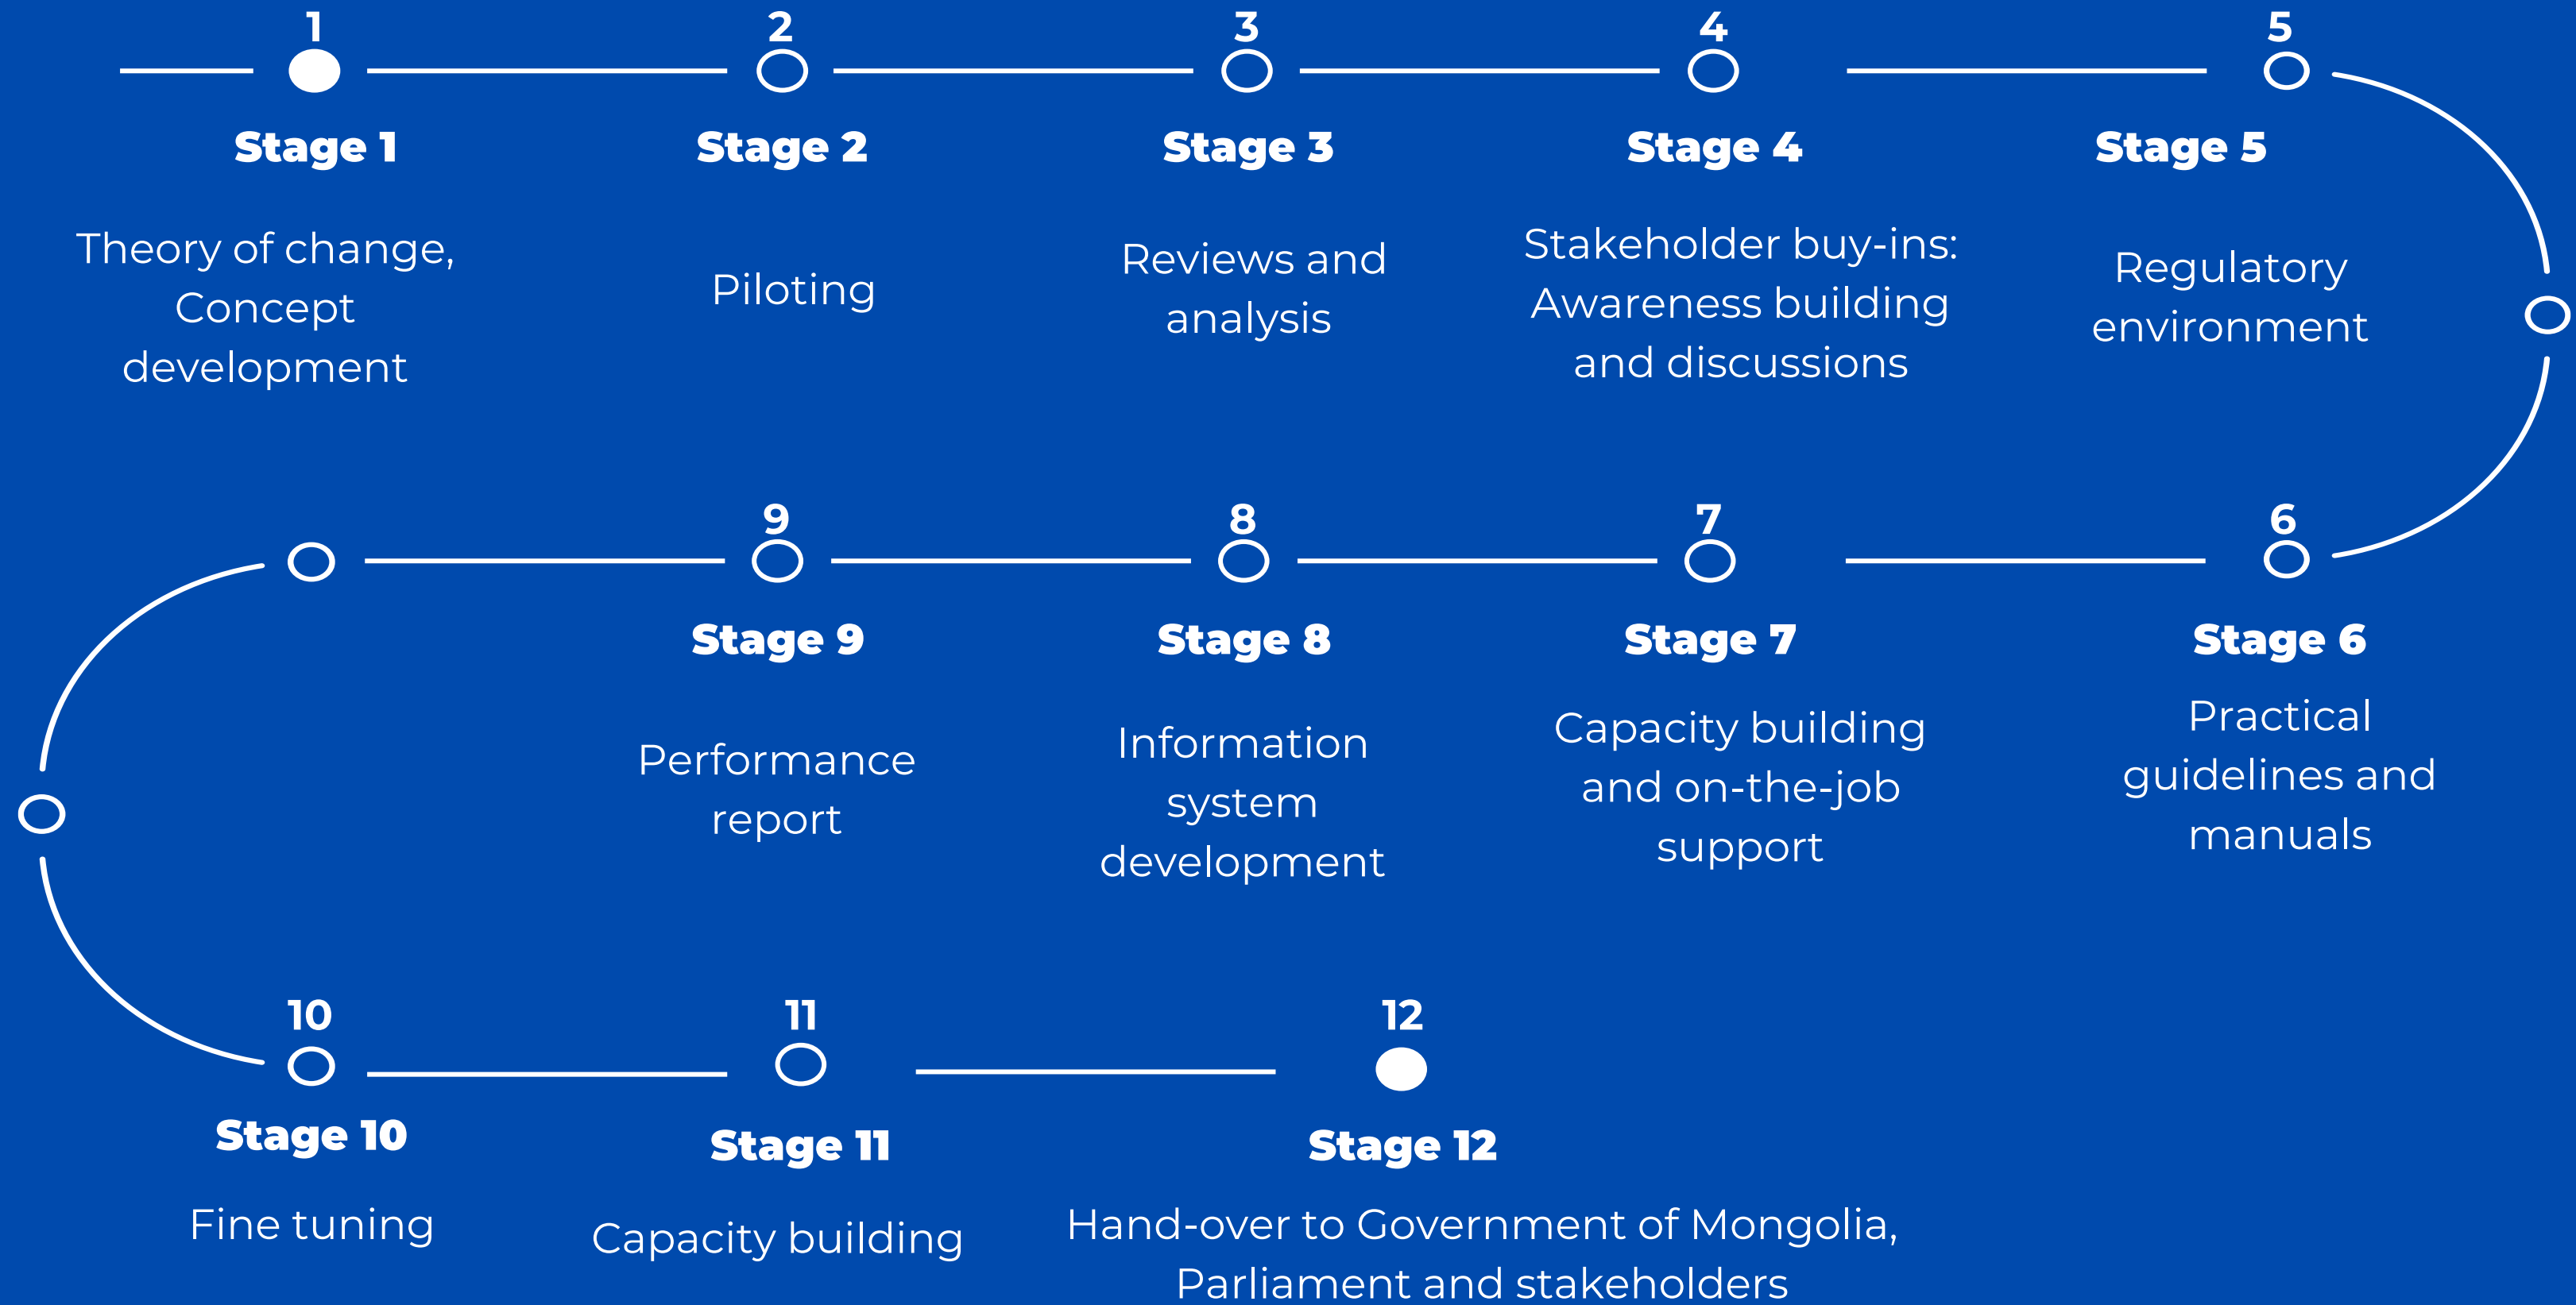 1
2
3
4
5
Stage 1
Stage 2
Stage 3
Stage 4
Stage 5
Theory of change,
Concept
development
Piloting
Reviews and
analysis
Stakeholder buy-ins:
Awareness building
and discussions
Regulatory
environment
9
8
7
6
Stage 9
Stage 8
Stage 7
Stage 6
Performance
report
Information
system
development
Capacity building
and on-the-job
support
Practical
guidelines and
manuals
10
11
12
Stage 10
Stage 11
Stage 12
Fine tuning
Capacity building
Hand-over to Government of Mongolia,
Parliament and stakeholders